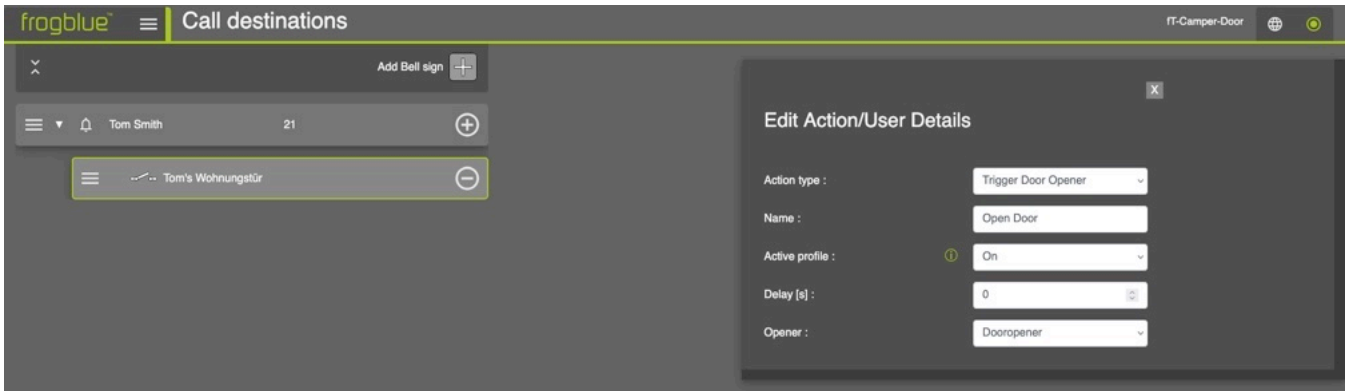 frogblue™ Call destinations fT-Camper-Door
Add Bell sign
Tom Smith 21
Tom's Wohnungstür
X
Edit Action/User Details
Action type : Trigger Door Opener
Name : Open Door
Active profile : On
Delay [s] : 0
Opener : Dooropener